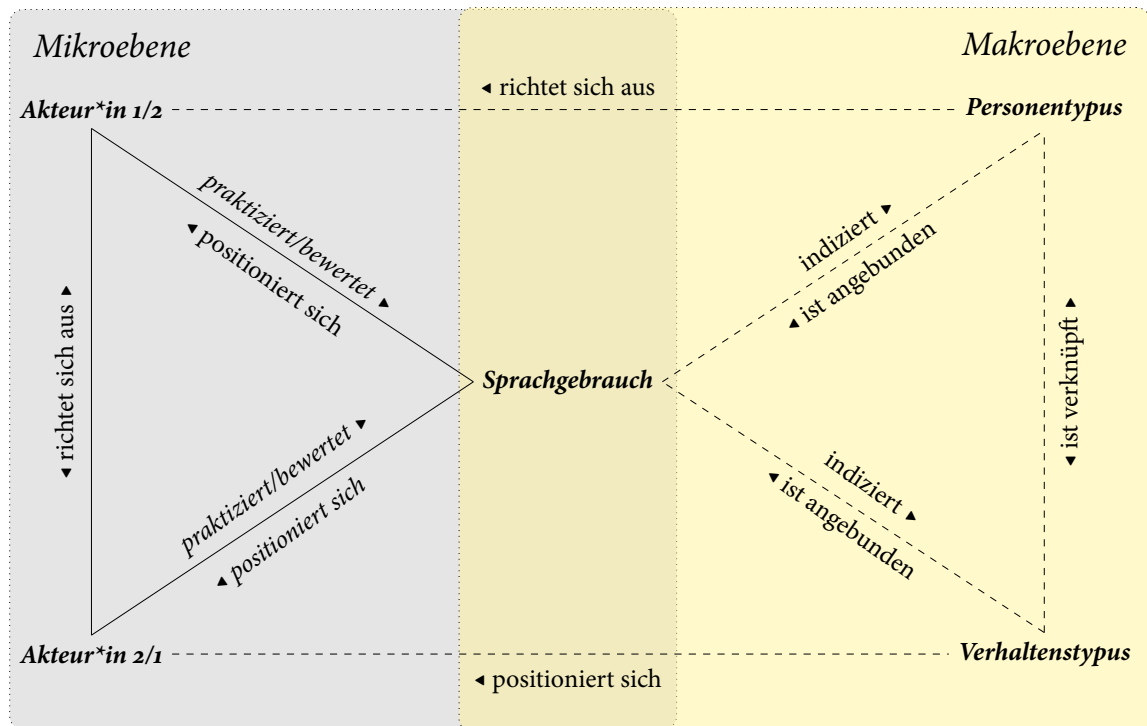 Mikroebene
Makroebene
◂ richtet sich aus
Akteur*in 1/2
Personentypus
praktiziert/bewertet ▸
◂ positioniert sich
indiziert ▸
◂ ist angebunden
◂ richtet sich aus ▸
◂ ist verknüpft ▸
Sprachgebrauch
praktiziert/bewertet ▸
◂ positioniert sich
indiziert ▸
◂ ist angebunden
Akteur*in 2/1
Verhaltenstypus
◂ positioniert sich